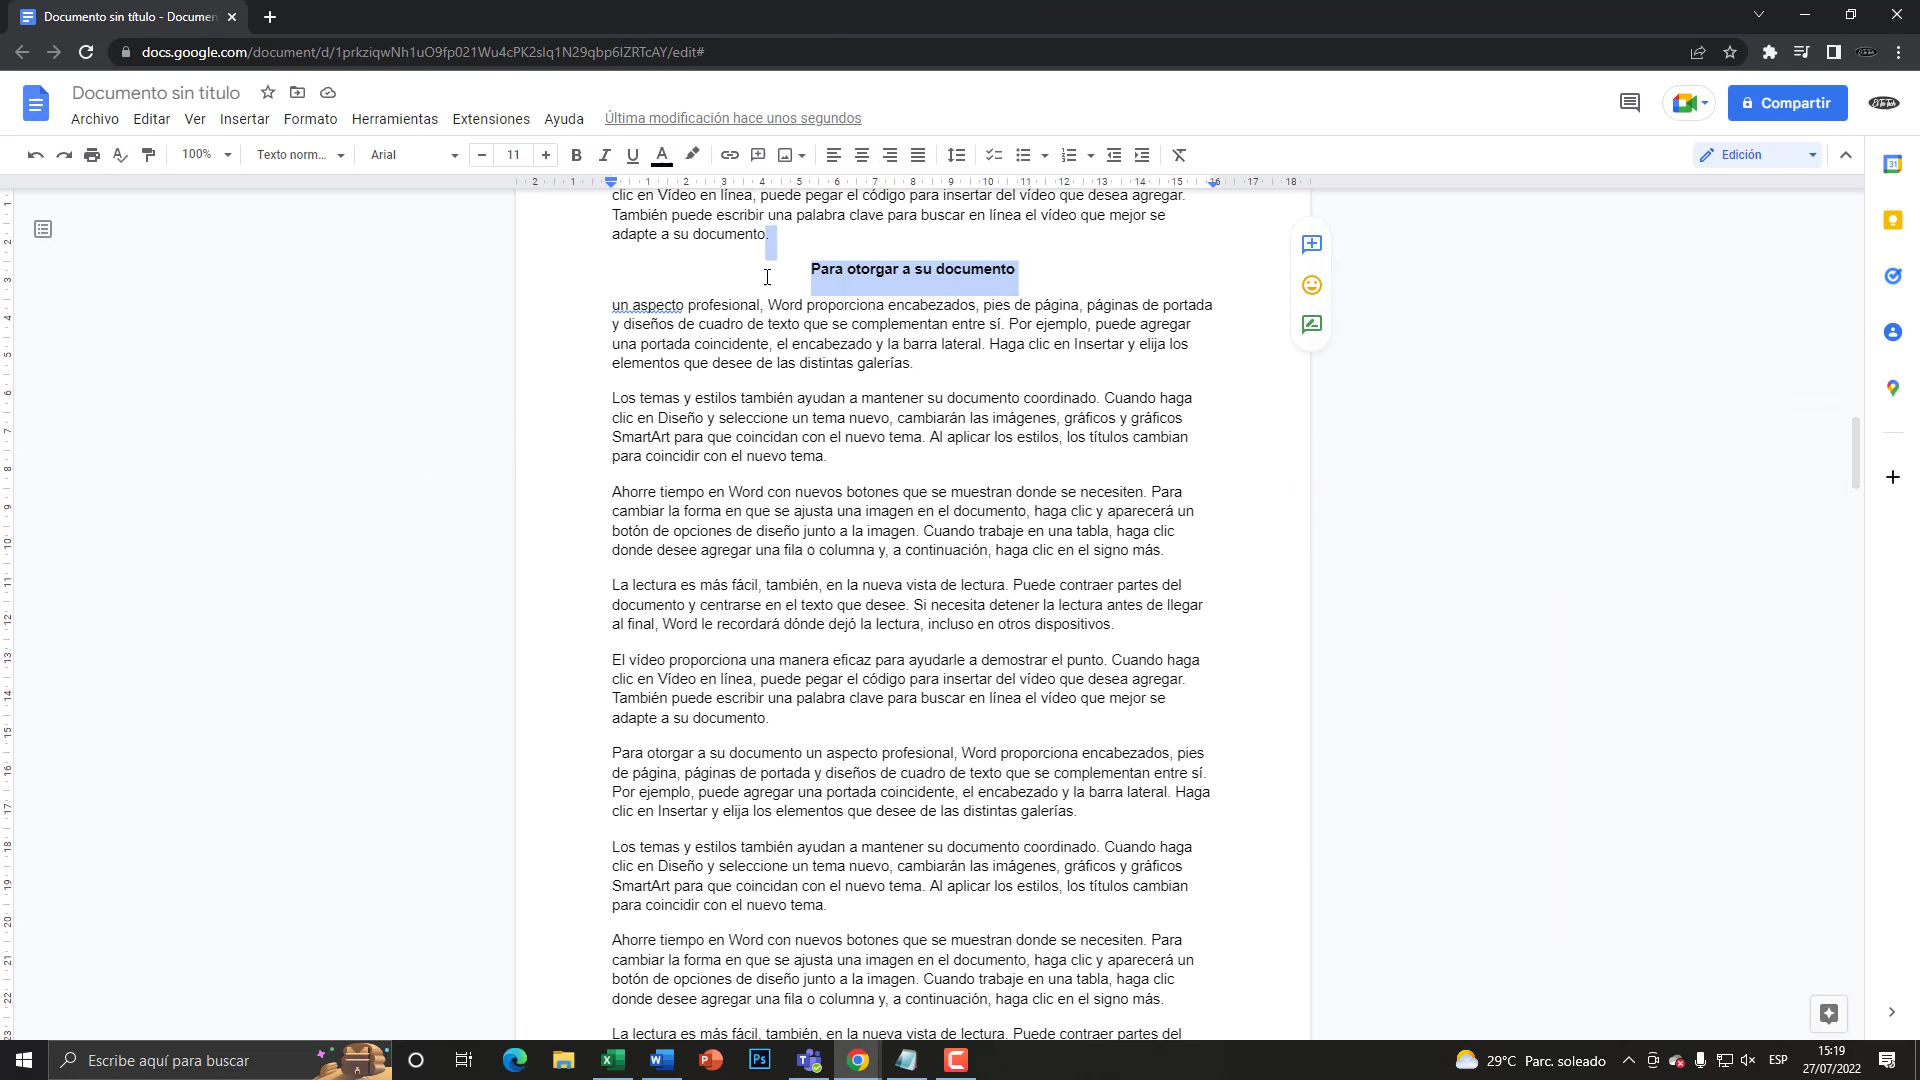 Documento sin título - Documen
docs.google.com/document/d/1prkziqwNh1uO9fp021Wu4cPK2sIq1N29qbp6IZRTcAY/edit#
Documento sin título
Archivo Editar Ver Insertar Formato Herramientas Extensiones Ayuda Última modificación hace unos segundos
Compartir
100% Texto norm... Arial 11 Edición
2 1 1 2 3 4 5 6 7 8 9 10 11 12 13 14 15 16 17 18
clic en Vídeo en línea, puede pegar el código para insertar del vídeo que desea agregar.
También puede escribir una palabra clave para buscar en línea el vídeo que mejor se
adapte a su documento.
Para otorgar a su documento
un aspecto profesional, Word proporciona encabezados, pies de página, páginas de portada
y diseños de cuadro de texto que se complementan entre sí. Por ejemplo, puede agregar
una portada coincidente, el encabezado y la barra lateral. Haga clic en Insertar y elija los
elementos que desee de las distintas galerías.
Los temas y estilos también ayudan a mantener su documento coordinado. Cuando haga
clic en Diseño y seleccione un tema nuevo, cambiarán las imágenes, gráficos y gráficos
SmartArt para que coincidan con el nuevo tema. Al aplicar los estilos, los títulos cambian
para coincidir con el nuevo tema.
Ahorre tiempo en Word con nuevos botones que se muestran donde se necesiten. Para
cambiar la forma en que se ajusta una imagen en el documento, haga clic y aparecerá un
botón de opciones de diseño junto a la imagen. Cuando trabaje en una tabla, haga clic
donde desee agregar una fila o columna y, a continuación, haga clic en el signo más.
La lectura es más fácil, también, en la nueva vista de lectura. Puede contraer partes del
documento y centrarse en el texto que desee. Si necesita detener la lectura antes de llegar
al final, Word le recordará dónde dejó la lectura, incluso en otros dispositivos.
El vídeo proporciona una manera eficaz para ayudarle a demostrar el punto. Cuando haga
clic en Vídeo en línea, puede pegar el código para insertar del vídeo que desea agregar.
También puede escribir una palabra clave para buscar en línea el vídeo que mejor se
adapte a su documento.
Para otorgar a su documento un aspecto profesional, Word proporciona encabezados, pies
de página, páginas de portada y diseños de cuadro de texto que se complementan entre sí.
Por ejemplo, puede agregar una portada coincidente, el encabezado y la barra lateral. Haga
clic en Insertar y elija los elementos que desee de las distintas galerías.
Los temas y estilos también ayudan a mantener su documento coordinado. Cuando haga
clic en Diseño y seleccione un tema nuevo, cambiarán las imágenes, gráficos y gráficos
SmartArt para que coincidan con el nuevo tema. Al aplicar los estilos, los títulos cambian
para coincidir con el nuevo tema.
Ahorre tiempo en Word con nuevos botones que se muestran donde se necesiten. Para
cambiar la forma en que se ajusta una imagen en el documento, haga clic y aparecerá un
botón de opciones de diseño junto a la imagen. Cuando trabaje en una tabla, haga clic
donde desee agregar una fila o columna y, a continuación, haga clic en el signo más.
La lectura es más fácil, también, en la nueva vista de lectura. Puede contraer partes del
Escribe aquí para buscar
29°C Parc. soleado
ESP
15:19
27/07/2022